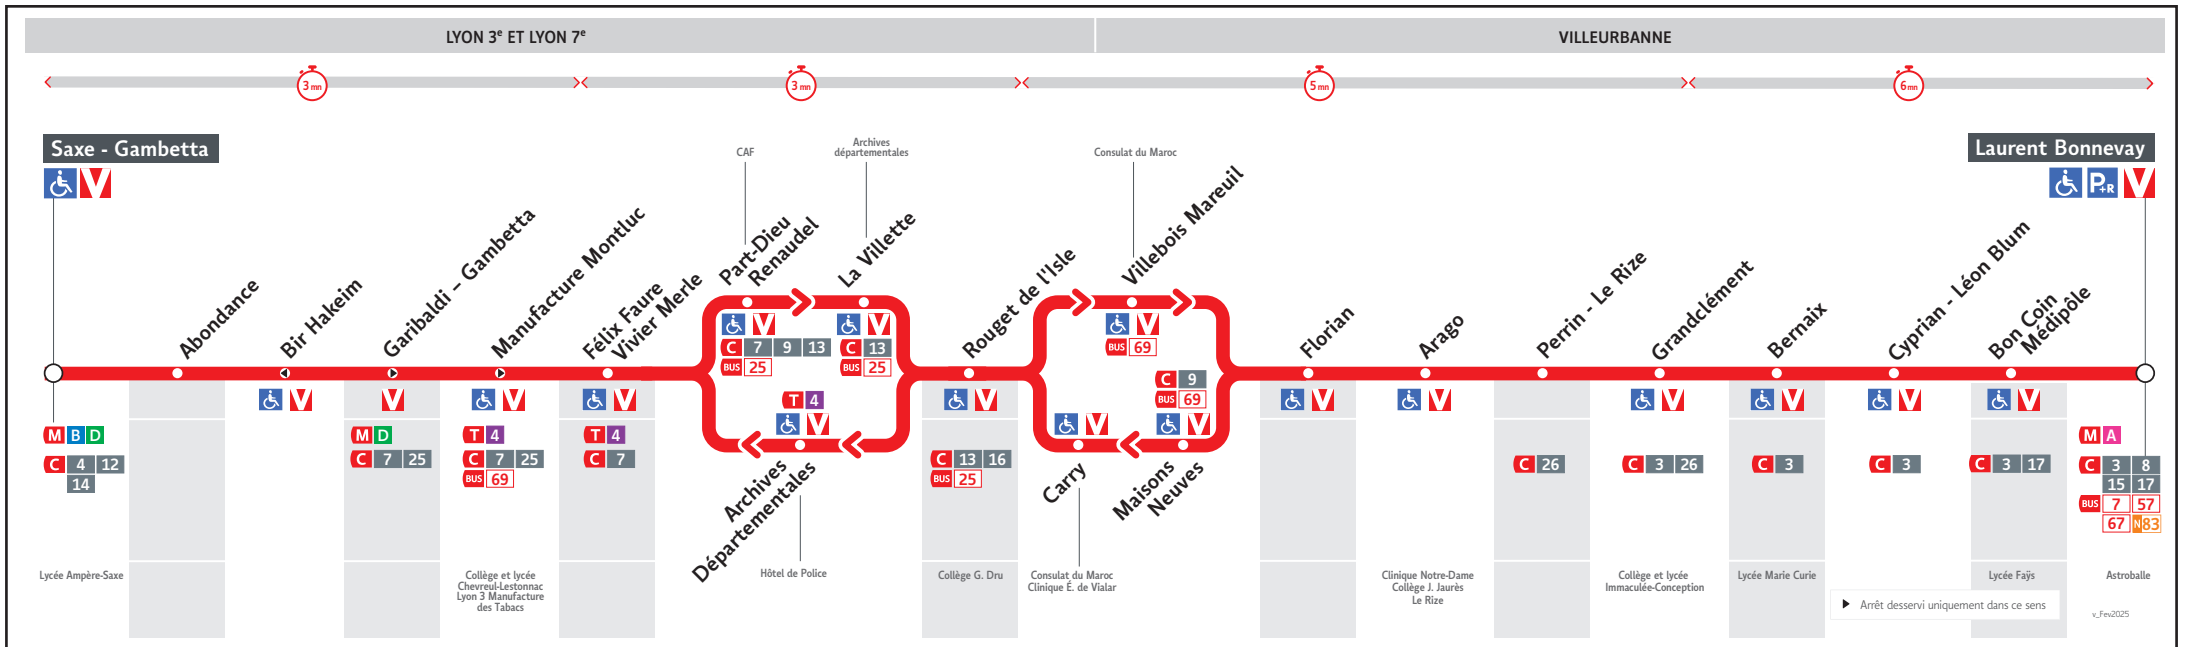 LYON 3e ET LYON 7e
VILLEURBANNE
3 mn
3 mn
5 mn
6 mn
Saxe - Gambetta
V
Laurent Bonnevay
P+R V
CAF
Archives
départementales
Consulat du Maroc
Abondance
Bir Hakeim
Garibaldi – Gambetta
Manufacture Montluc
Félix Faure
Vivier Merle
Part-Dieu
Renaudel
La Villette
Rouget de l'Isle
Villebois Mareuil
Florian
Arago
Perrin - Le Rize
Grandclément
Bernaix
Cyprian - Léon Blum
Bon Coin
Médipôle
V
C 7 9 13
BUS 25
V
C 13
BUS 25
V
BUS 69
T 4
V
C 9
BUS 69
V
V
Archives
Départementales
Carry
Maisons
Neuves
V
V
V
V
V
V
V
V
V
V
V
M B D
C 4 12
14
M D
C 7 25
T 4
C 7 25
BUS 69
T 4
C 7
C 13 16
BUS 25
C 26
C 3 26
C 3
C 3
C 3 17
M A
C 3 8
15 17
BUS 7 57
67 N83
Lycée Ampère-Saxe
Collège et lycée
Chevreul-Lestonnac
Lyon 3 Manufacture
des Tabacs
Hôtel de Police
Collège G. Dru
Consulat du Maroc
Clinique É. de Vialar
Clinique Notre-Dame
Collège J. Jaurès
Le Rize
Collège et lycée
Immaculée-Conception
Lycée Marie Curie
Lycée Faÿs
Astroballe
Arrêt desservi uniquement dans ce sens
v_Fev2025